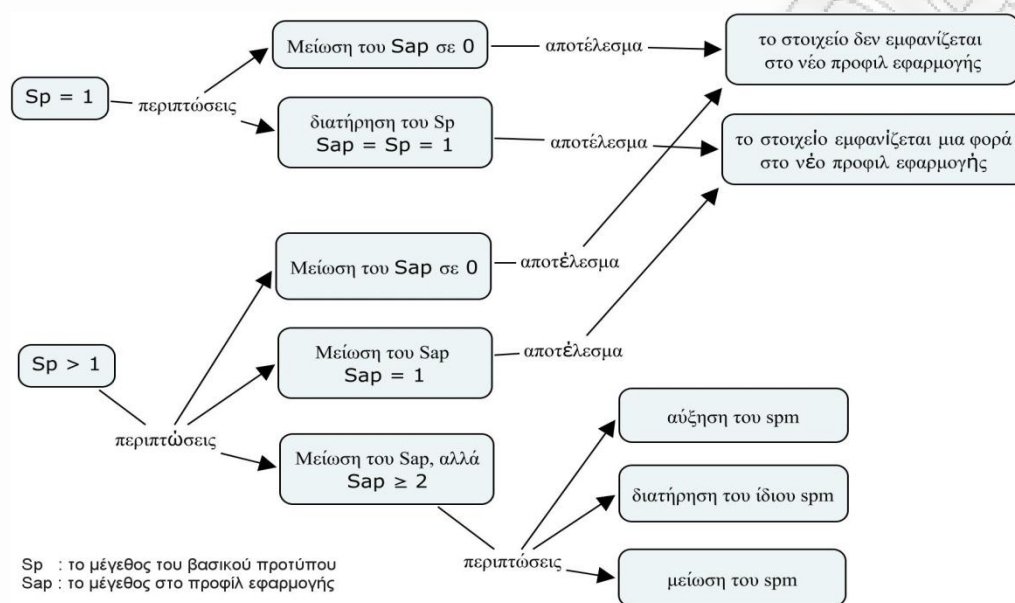 Μείωση του Sap σε 0
αποτέλεσμα
το στοιχείο δεν εμφανίζεται
στο νέο προφιλ εφαρμογής
Sp = 1
περιπτώσεις
διατήρηση του Sp
Sap = Sp = 1
αποτέλεσμα
το στοιχείο εμφανίζεται μια φορά
στο νέο προφιλ εφαρμογής
Μείωση του Sap σε 0
αποτέλεσμα
Sp > 1
Μείωση του Sap
Sap = 1
αποτέλεσμα
περιπτώσεις
Μείωση του Sap, αλλά
Sap ≥ 2
αύξηση του spm
διατήρηση του ίδιου spm
περιπτώσεις
μείωση του spm
Sp : το μέγεθος του βασικού προτύπου
Sap : το μέγεθος στο προφίλ εφαρμογής